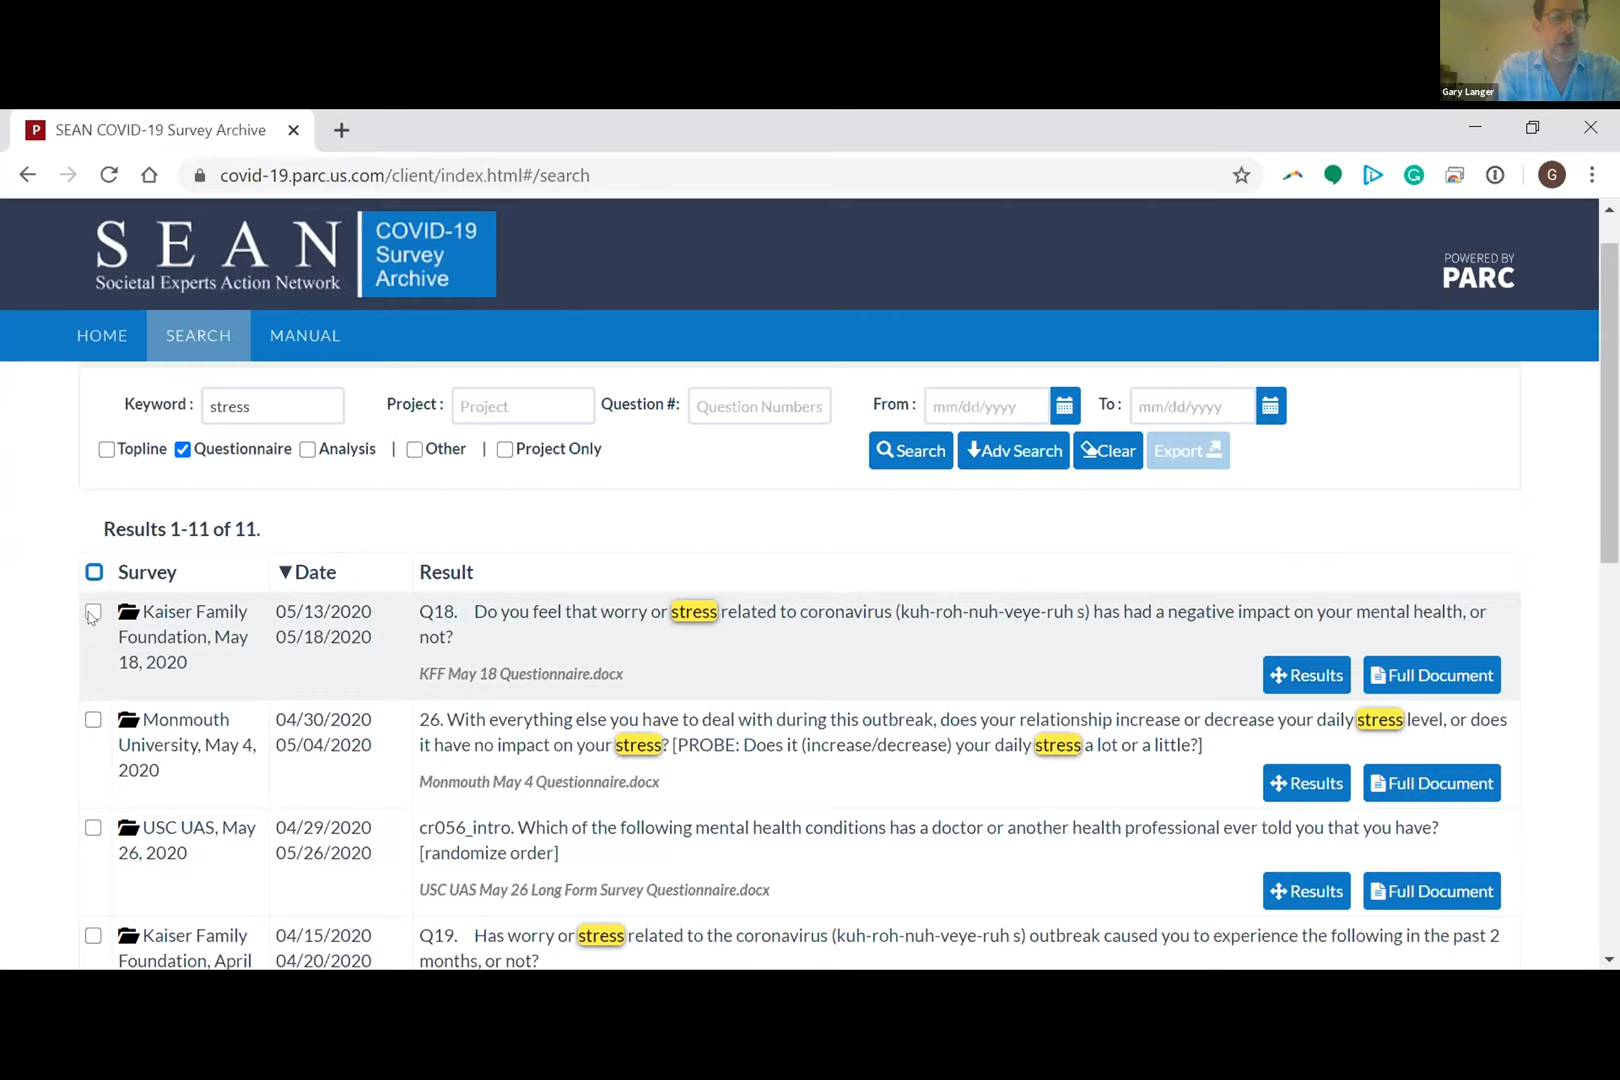 Gary Langer
P SEAN COVID-19 Survey Archive
covid-19.parc.us.com/client/index.html#/search
G
SEAN
Societal Experts Action Network
COVID-19
Survey
Archive
POWERED BY
PARC
HOME SEARCH MANUAL
Keyword : stress Project : Project Question #: Question Numbers From : mm/dd/yyyy To : mm/dd/yyyy
Topline Questionnaire Analysis | Other | Project Only Search Adv Search Clear Export
Results 1-11 of 11.
Survey ▼Date Result
Kaiser Family Foundation, May 18, 2020
05/13/2020
05/18/2020
Q18. Do you feel that worry or stress related to coronavirus (kuh-roh-nuh-veye-ruh s) has had a negative impact on your mental health, or
not?
KFF May 18 Questionnaire.docx
Results Full Document
Monmouth
University, May 4,
2020
04/30/2020
05/04/2020
26. With everything else you have to deal with during this outbreak, does your relationship increase or decrease your daily stress level, or does
it have no impact on your stress? [PROBE: Does it (increase/decrease) your daily stress a lot or a little?]
Monmouth May 4 Questionnaire.docx
Results Full Document
USC UAS, May
26, 2020
04/29/2020
05/26/2020
cr056_intro. Which of the following mental health conditions has a doctor or another health professional ever told you that you have?
[randomize order]
USC UAS May 26 Long Form Survey Questionnaire.docx
Results Full Document
Kaiser Family
Foundation, April
04/15/2020
04/20/2020
Q19. Has worry or stress related to the coronavirus (kuh-roh-nuh-veye-ruh s) outbreak caused you to experience the following in the past 2
months, or not?